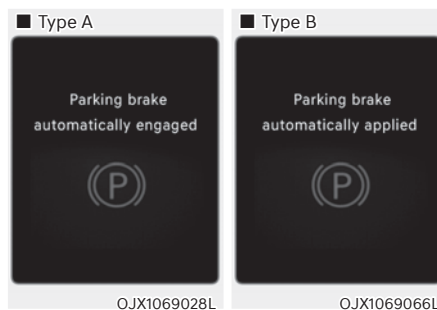 ■ Type A
Parking brake
automatically engaged
P
OJX1069028L
■ Type B
Parking brake
automatically applied
P
OJX1069066L